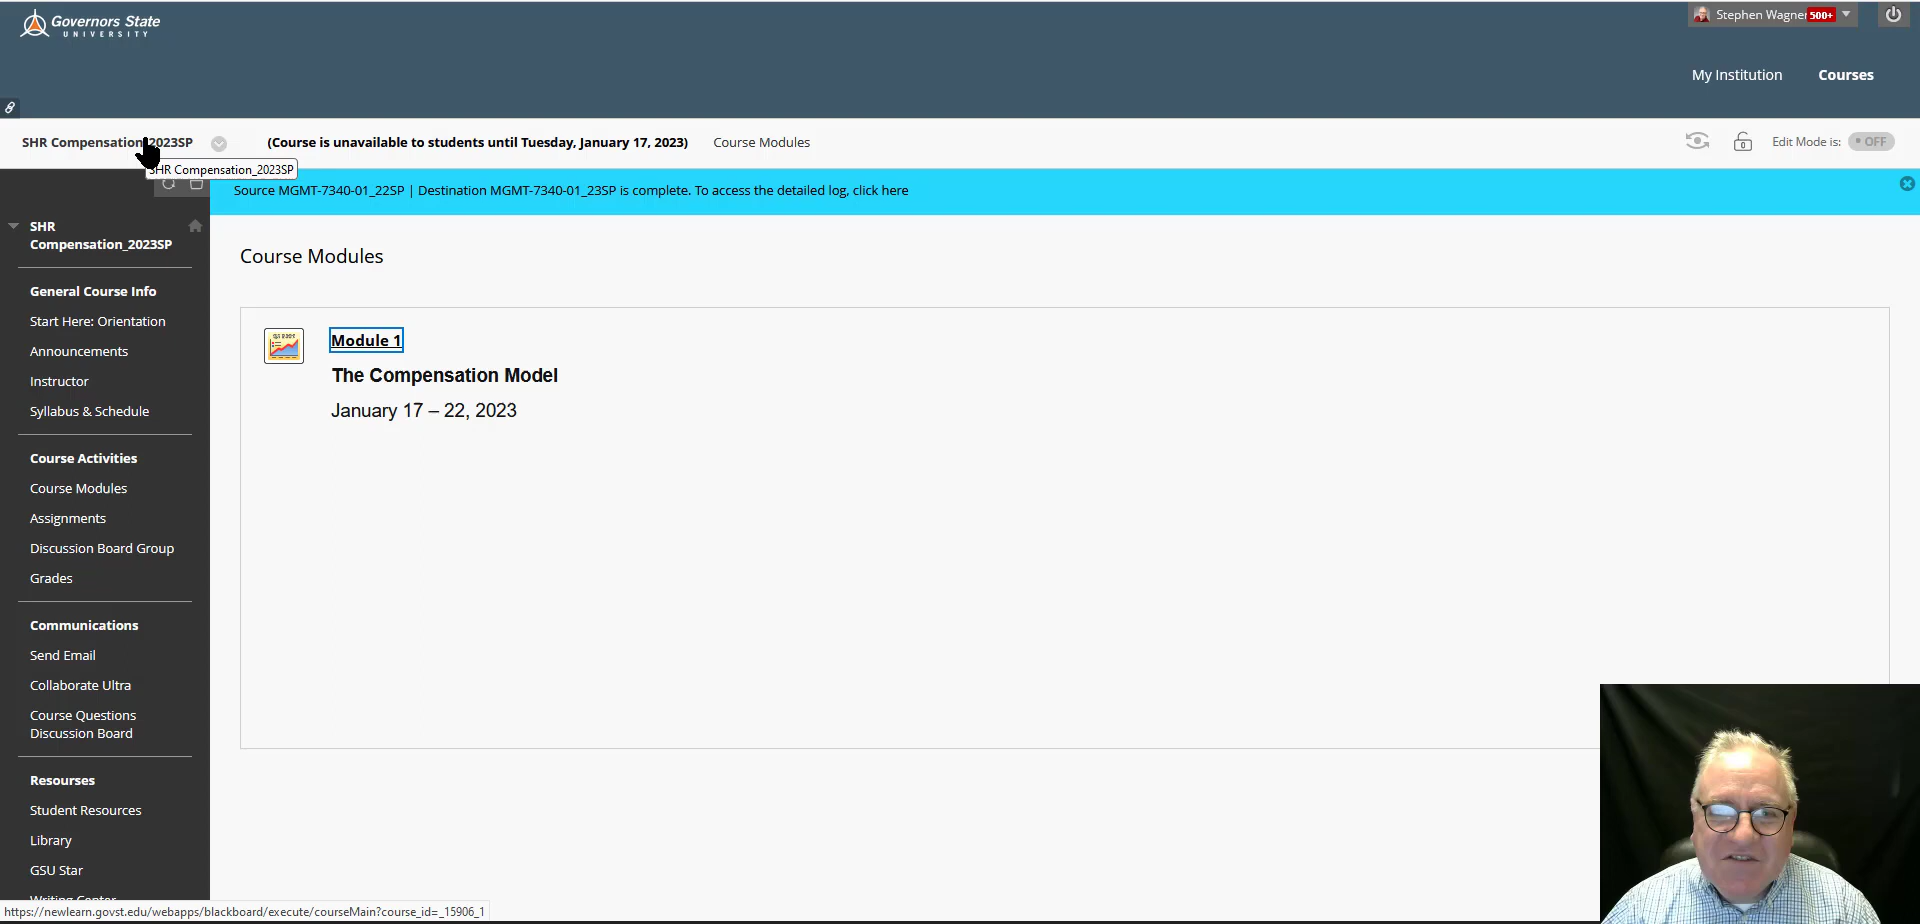 Governors State
UNIVERSITY
Stephen Wagner 500+
My Institution Courses
SHR Compensation_2023SP (Course is unavailable to students until Tuesday, January 17, 2023) Course Modules Edit Mode is: OFF
SHR Compensation_2023SP
Source MGMT-7340-01_22SP | Destination MGMT-7340-01_23SP is complete. To access the detailed log, click here
SHR
Compensation_2023SP
General Course Info
Start Here: Orientation
Announcements
Instructor
Syllabus & Schedule
Course Activities
Course Modules
Assignments
Discussion Board Group
Grades
Communications
Send Email
Collaborate Ultra
Course Questions
Discussion Board
Resourses
Student Resources
Library
GSU Star
Writing Center
Course Modules
Module 1
The Compensation Model
January 17 – 22, 2023
https://newlearn.govst.edu/webapps/blackboard/execute/courseMain?course_id=_15906_1